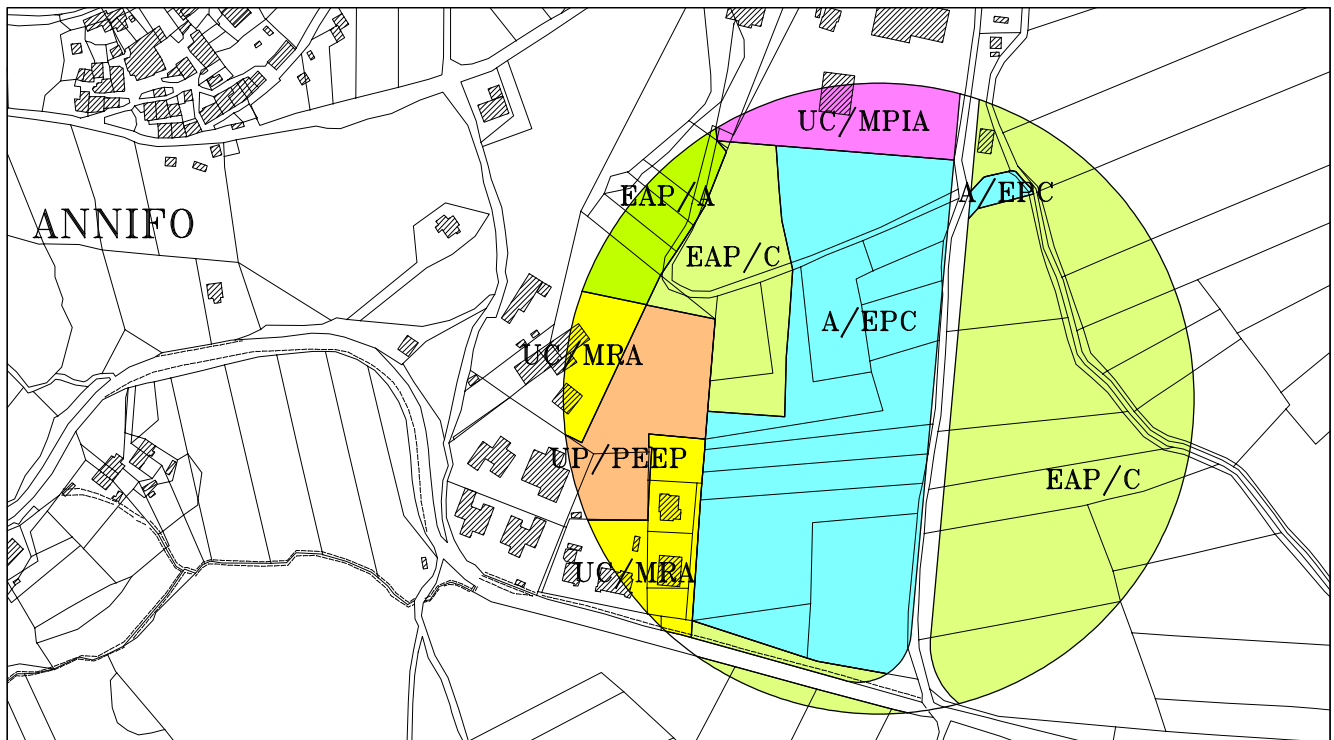 UC/MPIA
EAP/A
A/EPC
ANNIFO
EAP/C
A/EPC
UC/MRA
UP/PEEP
EAP/C
UC/MRA